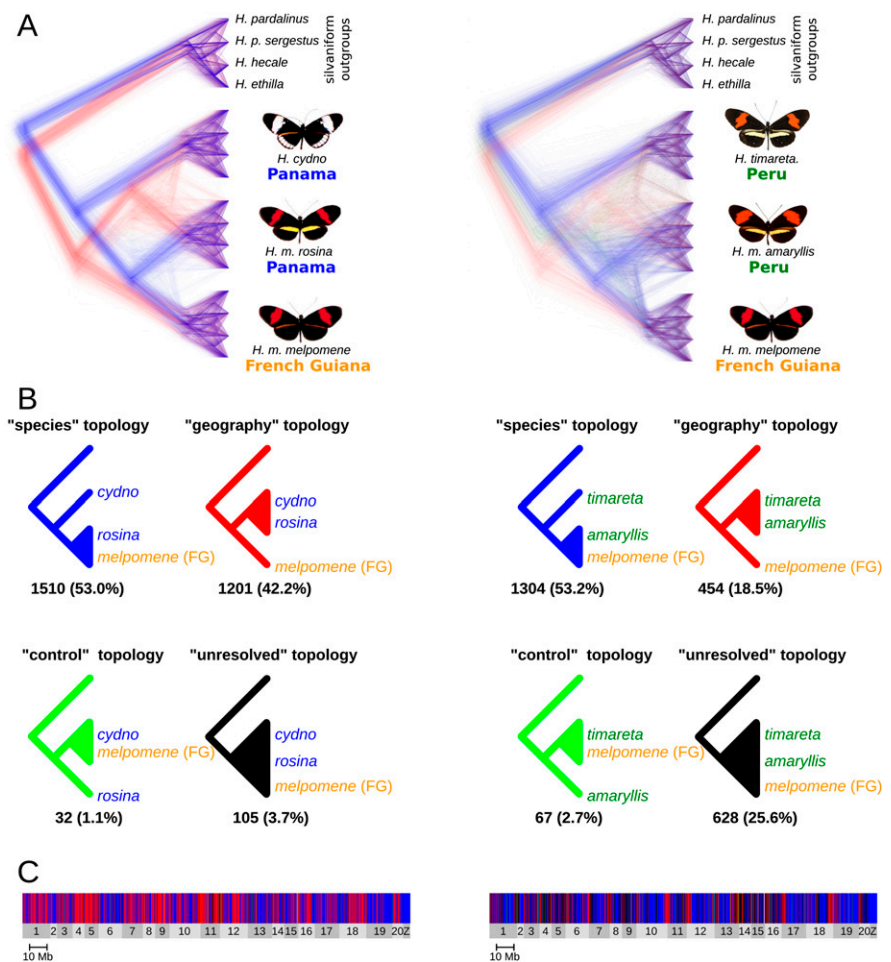 A
H. pardalinus
H. p. sergestus
H. hecale
H. ethilla
silvaniform
outgroups
H. cydno
Panama
H. m. rosina
Panama
H. m. melpomene
French Guiana
H. pardalinus
H. p. sergestus
H. hecale
H. ethilla
silvaniform
outgroups
H. timareta.
Peru
H. m. amaryllis
Peru
H. m. melpomene
French Guiana
B
"species" topology
cydno
rosina
melpomene (FG)
1510 (53.0%)
"geography" topology
cydno
rosina
melpomene (FG)
1201 (42.2%)
"species" topology
timareta
amaryllis
melpomene (FG)
1304 (53.2%)
"geography" topology
timareta
amaryllis
melpomene (FG)
454 (18.5%)
"control" topology
cydno
melpomene (FG)
rosina
32 (1.1%)
"unresolved" topology
cydno
rosina
melpomene (FG)
105 (3.7%)
"control" topology
timareta
melpomene (FG)
amaryllis
67 (2.7%)
"unresolved" topology
timareta
amaryllis
melpomene (FG)
628 (25.6%)
C
1 2 3 4 5 6 7 8 9 10 11 12 13 14 15 16 17 18 19 20Z
10 Mb
1 2 3 4 5 6 7 8 9 10 11 12 13 14 15 16 17 18 19 20Z
10 Mb